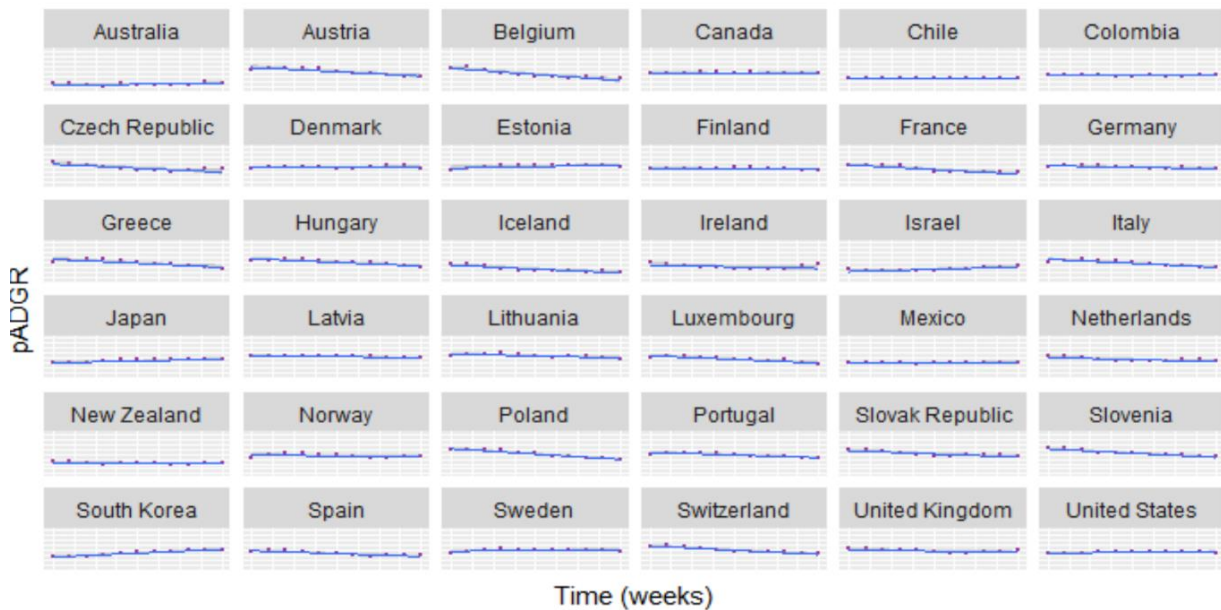 Australia Austria Belgium Canada Chile Colombia
Czech Republic Denmark Estonia Finland France Germany
Greece Hungary Iceland Ireland Israel Italy
pADGR
Japan Latvia Lithuania Luxembourg Mexico Netherlands
New Zealand Norway Poland Portugal Slovak Republic Slovenia
South Korea Spain Sweden Switzerland United Kingdom United States
Time (weeks)